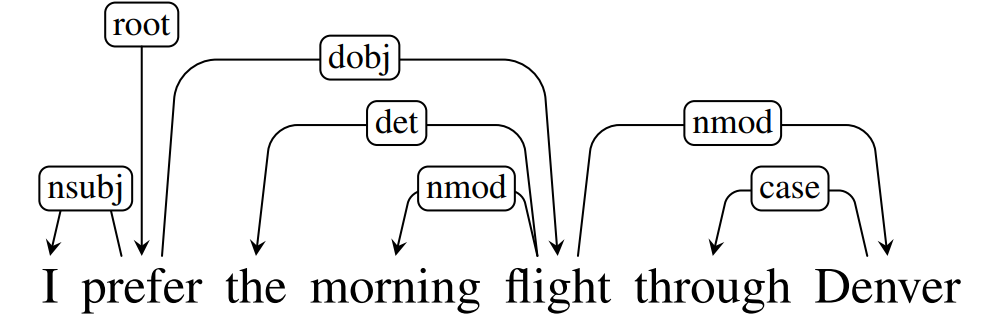 root
dobj
det
nmod
nsubj
nmod
case
I prefer the morning flight through Denver